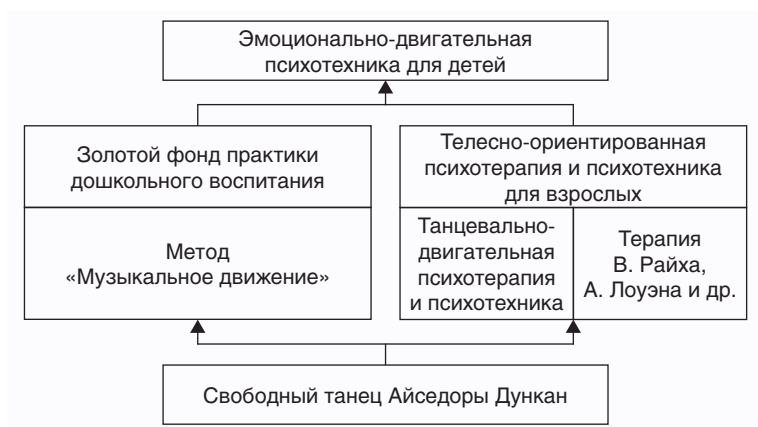 Эмоционально-двигательная
психотехника для детей
Золотой фонд практики
дошкольного воспитания
Телесно-ориентированная
психотерапия и психотехника
для взрослых
Метод
«Музыкальное движение»
Танцевально-
двигательная
психотерапия
и психотехника
Терапия
В. Райха,
А. Лоуэна и др.
Свободный танец Айседоры Дункан